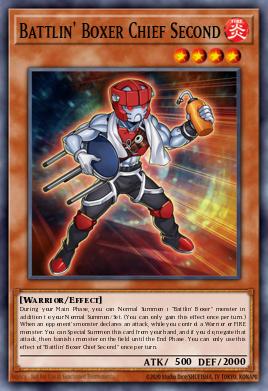 BATTLIN' BOXER CHIEF SECOND
FIRE
炎
[WARRIOR/EFFECT]
During your Main Phase, you can Normal Summon 1 "Battlin' Boxer" monster in
addition to your Normal Summon/Set. (You can only gain this effect once per turn.)
When an opponent's monster declares an attack, while you control a Warrior or FIRE
monster: You can Special Summon this card from your hand, and if you do, negate that
attack, then banish 1 monster on the field until the End Phase. You can only use this
effect of "Battlin' Boxer Chief Second" once per turn.
ATK/ 500 DEF/2000